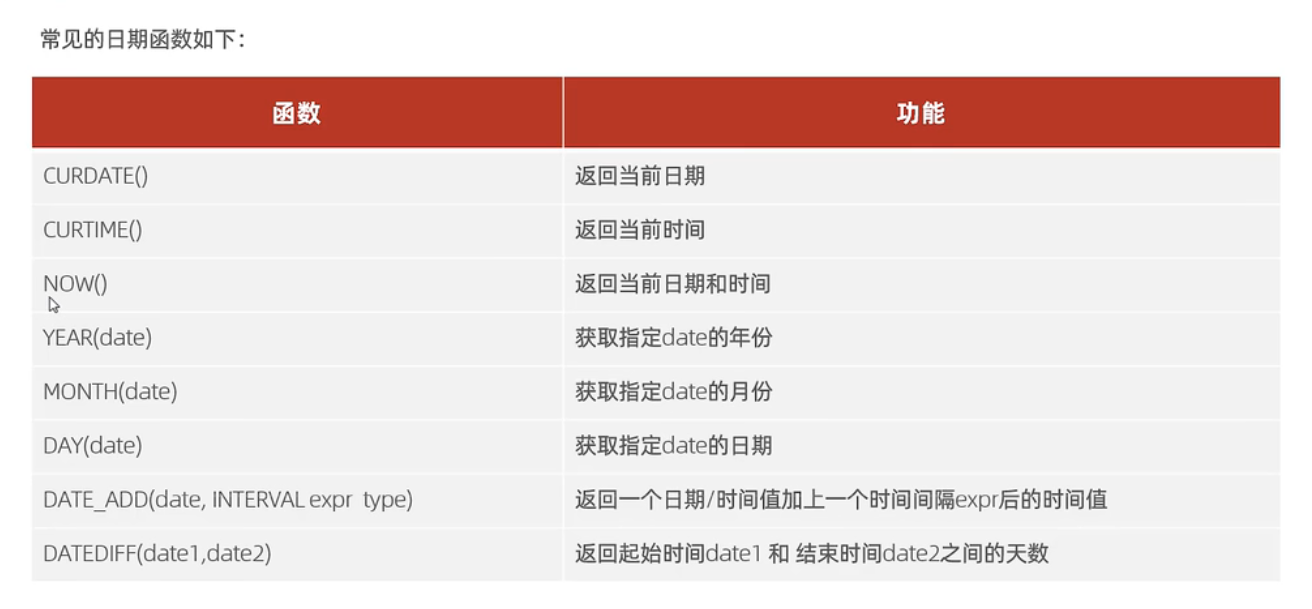 常见的日期函数如下：
函数 功能
CURDATE() 返回当前日期
CURTIME() 返回当前时间
NOW() 返回当前日期和时间
YEAR(date) 获取指定date的年份
MONTH(date) 获取指定date的月份
DAY(date) 获取指定date的日期
DATE_ADD(date, INTERVAL expr type) 返回一个日期/时间值加上一个时间间隔expr后的时间值
DATEDIFF(date1,date2) 返回起始时间date1 和 结束时间date2之间的天数